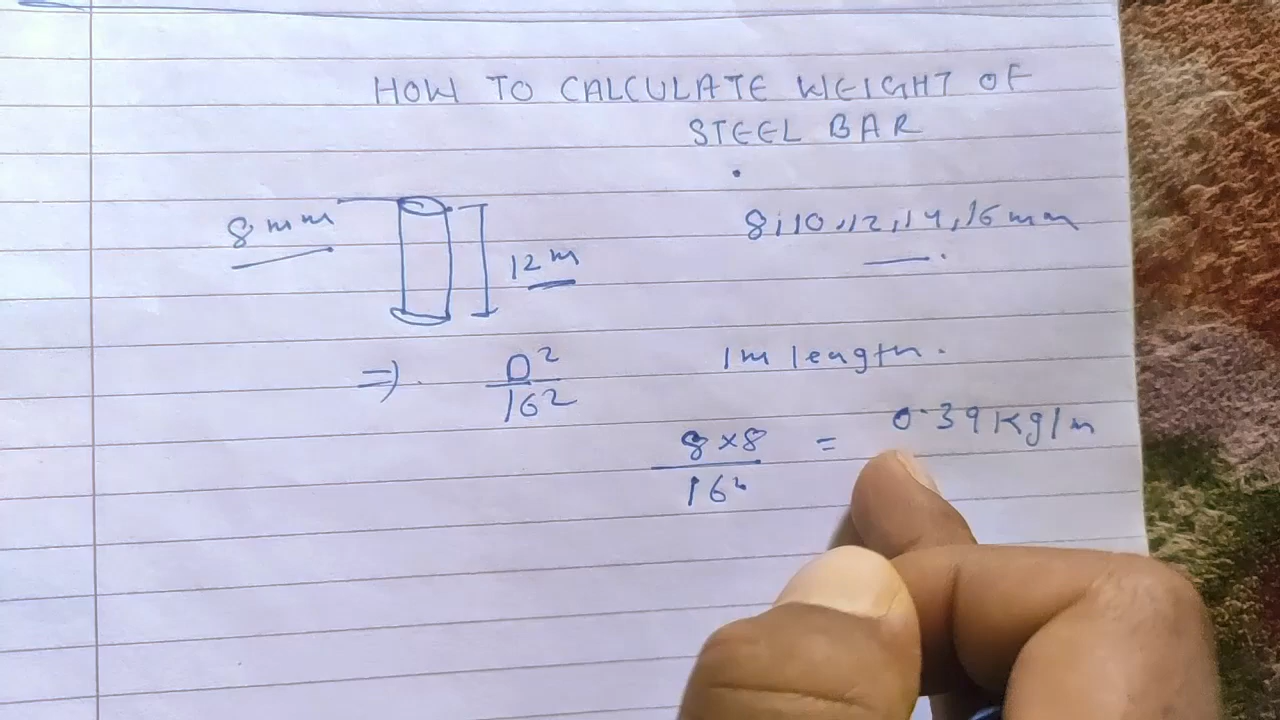 HOW TO CALCULATE WEIGHT OF
STEEL BAR
8mm
12m
8,10,12,14,16mm
=> D²/162
1m length.
8×8/162 = 0.39Kg/m